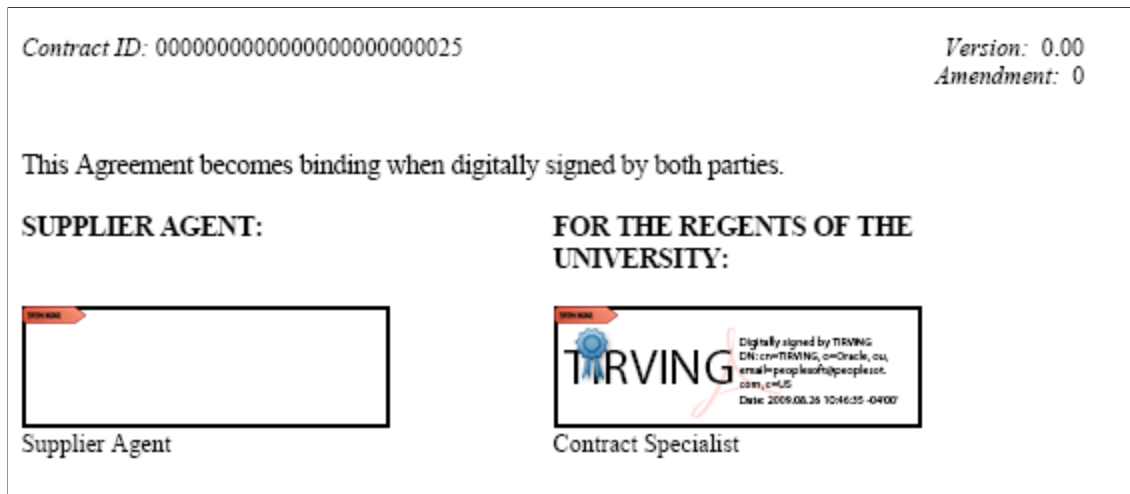 Contract ID: 0000000000000000000000025
Version: 0.00
Amendment: 0
This Agreement becomes binding when digitally signed by both parties.
SUPPLIER AGENT:
FOR THE REGENTS OF THE
UNIVERSITY:
TIRVING
Digitally signed by TIRVING
DN: cn=TIRVING, o=Oracle, ou,
email=peoplesoft@peoplesot.
com, c=US
Date: 2009.08.26 10:46:35 -04'00'
Supplier Agent
Contract Specialist